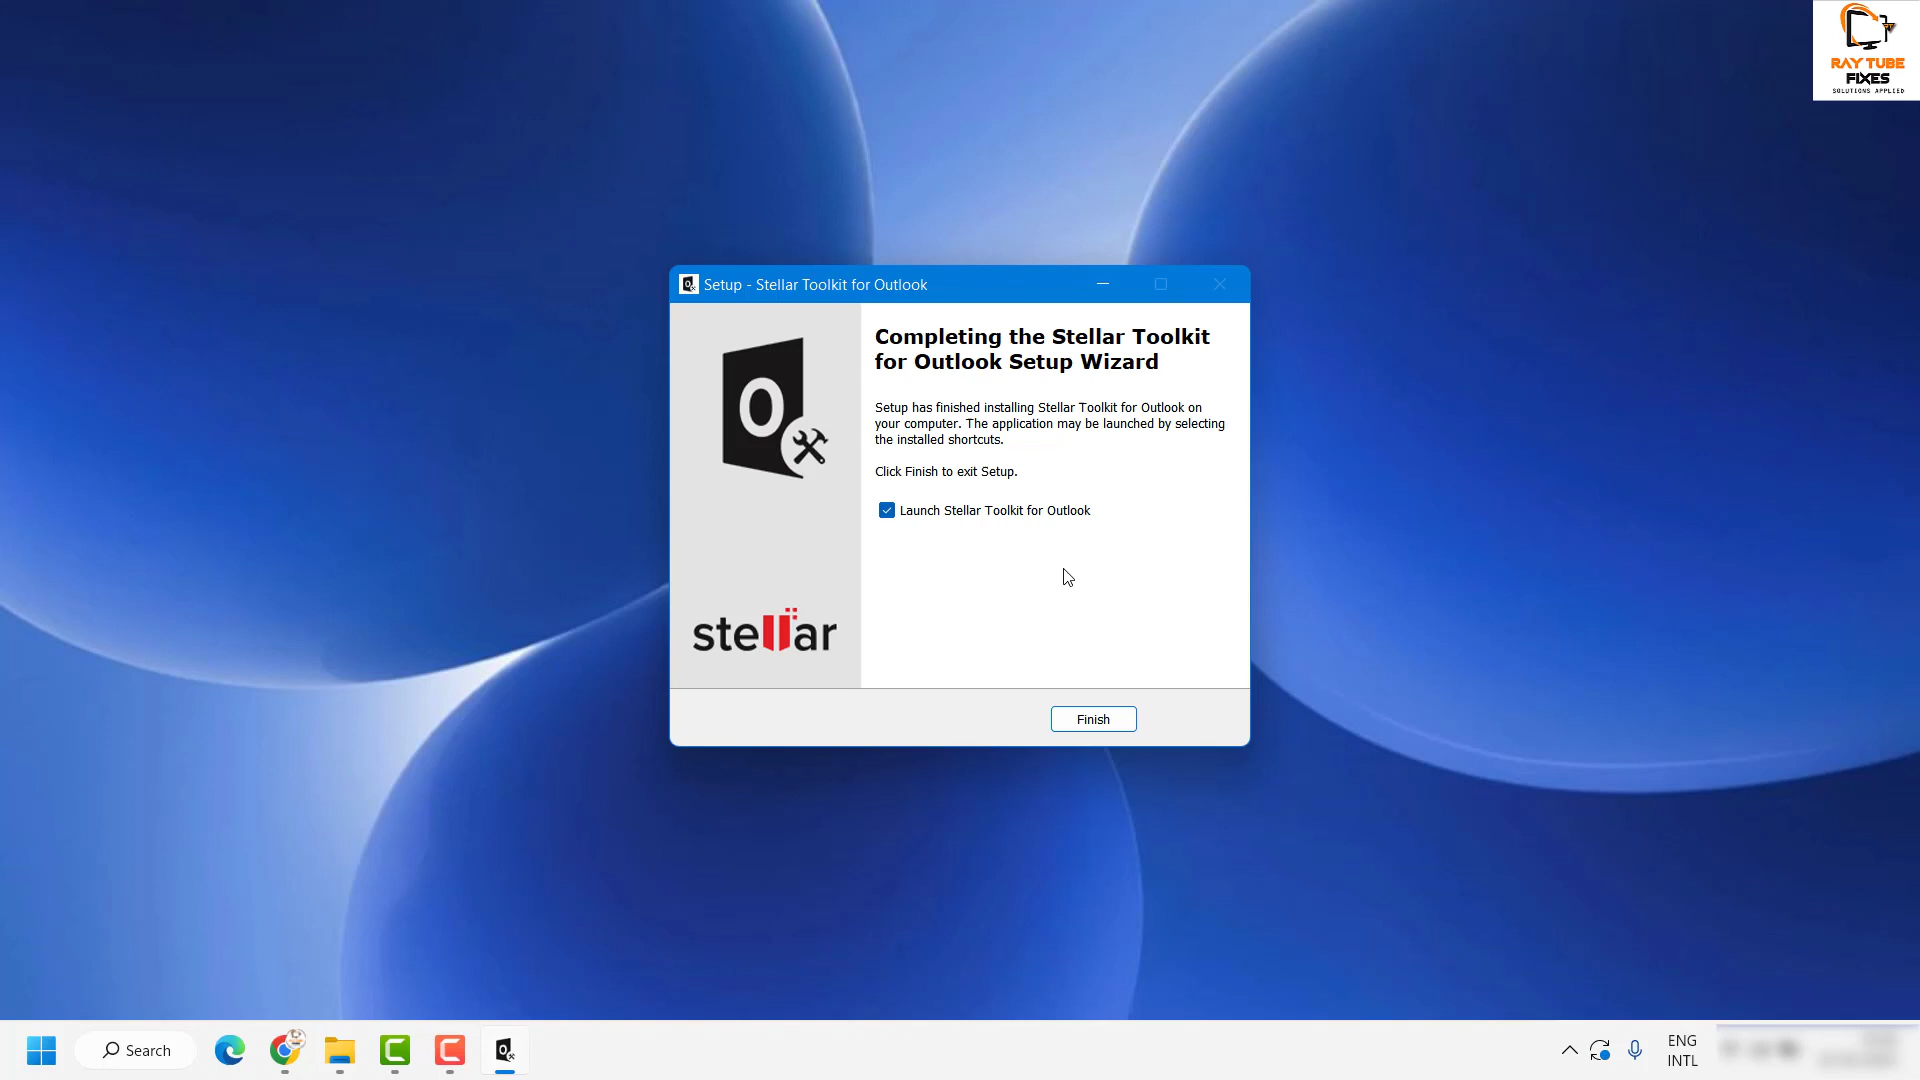 RAY TUBE
FIXES
SOLUTIONS APPLIED
Setup - Stellar Toolkit for Outlook
Completing the Stellar Toolkit
for Outlook Setup Wizard
Setup has finished installing Stellar Toolkit for Outlook on
your computer. The application may be launched by selecting
the installed shortcuts.
Click Finish to exit Setup.
Launch Stellar Toolkit for Outlook
stellar
Finish
Search
ENG
INTL